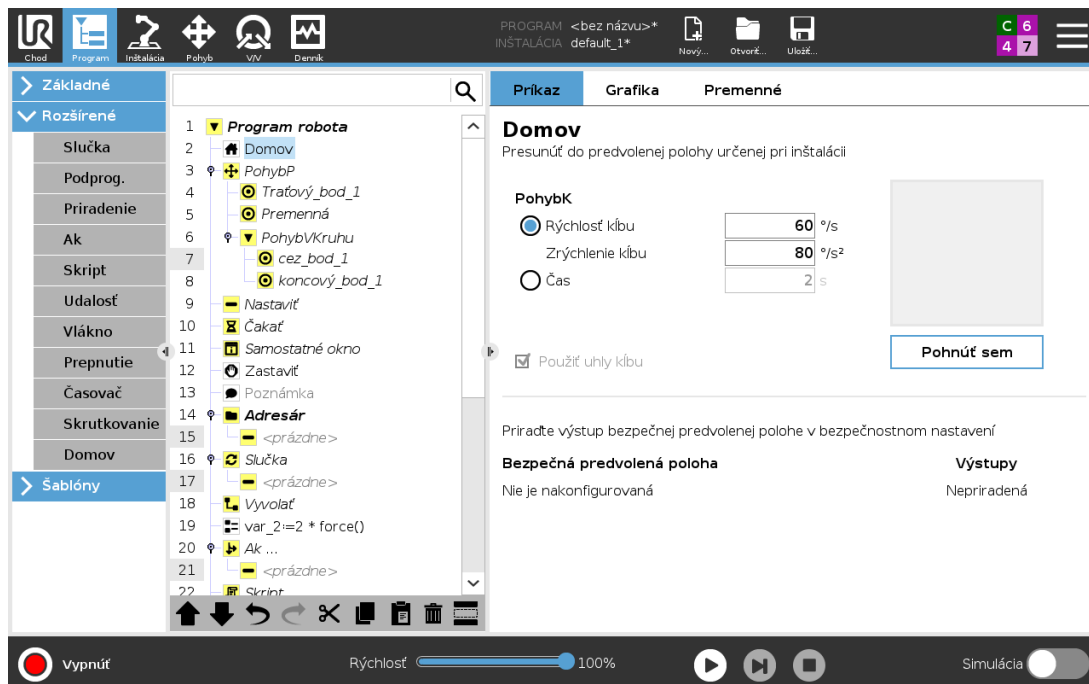 PROGRAM <bez názvu>*
INŠTALÁCIA default_1*
C 6
4 7
Chod Program Inštalácia Pohyb V/V Denník Nový... Otvoriť... Uložiť...
Základné
Rozšírené
Slučka
Podprog.
Priradenie
Ak
Skript
Udalosť
Vlákno
Prepnutie
Časovač
Skrutkovanie
Domov
Šablóny
1 Program robota
2 Domov
3 PohybP
4 Traťový_bod_1
5 Premenná
6 PohybVKruhu
7 cez_bod_1
8 koncový_bod_1
9 Nastaviť
10 Čakať
11 Samostatné okno
12 Zastaviť
13 Poznámka
14 Adresár
15 <prázdne>
16 Slučka
17 <prázdne>
18 Vyvolať
19 var_2:=2 * force()
20 Ak ...
21 <prázdne>
22 Skript
Príkaz Grafika Premenné
Domov
Presunúť do predvolenej polohy určenej pri inštalácii
PohybK
Rýchlosť kĺbu 60 °/s
Zrýchlenie kĺbu 80 °/s²
Čas 2 s
Použiť uhly kĺbu
Pohnúť sem
Priraďte výstup bezpečnej predvolenej polohe v bezpečnostnom nastavení
Bezpečná predvolená poloha Výstupy
Nie je nakonfigurovaná Nepriradená
Vypnúť Rýchlosť 100% Simulácia